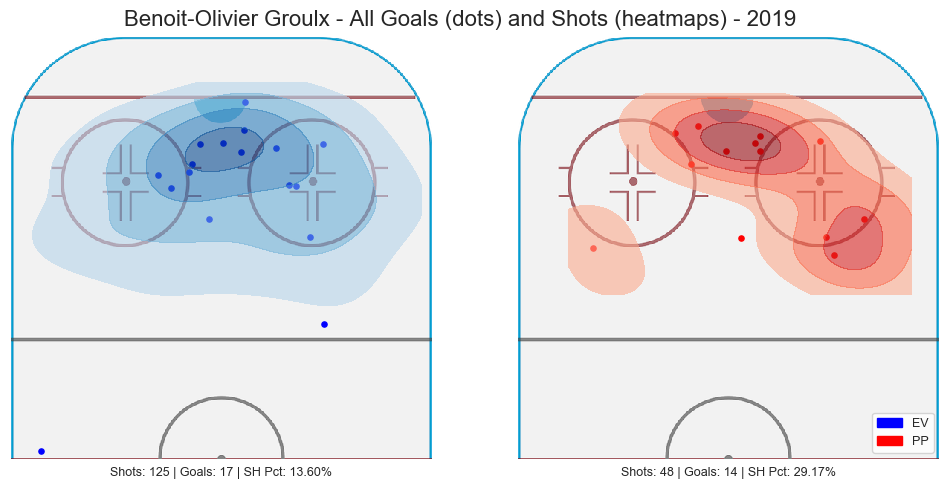 Benoit-Olivier Groulx - All Goals (dots) and Shots (heatmaps) - 2019
EV
PP
Shots: 125 | Goals: 17 | SH Pct: 13.60%
Shots: 48 | Goals: 14 | SH Pct: 29.17%